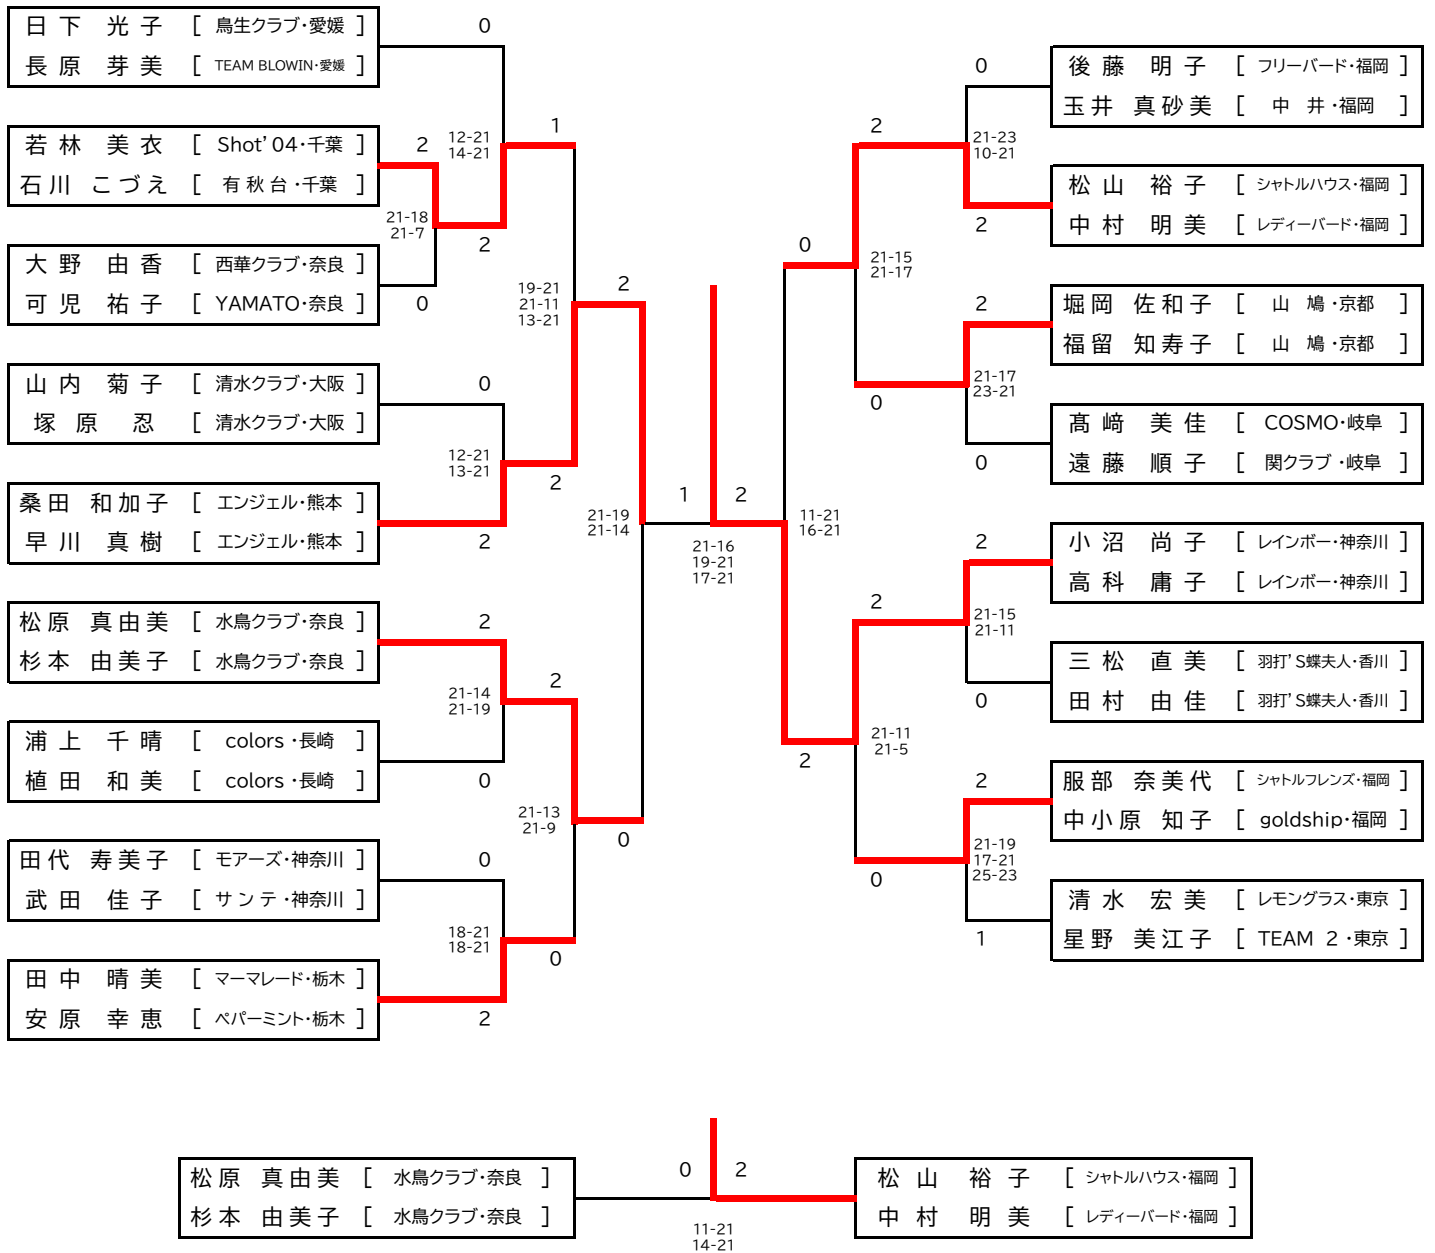 日下 光子 [ 鳥生クラブ・愛媛 ]
長原 芽美 [ TEAM BLOWIN・愛媛 ]
0
若林 美衣 [ Shot’04・千葉 ]
石川 こづえ [ 有秋台・千葉 ]
2
12-21
14-21
1
21-18
21-7
2
大野 由香 [ 西華クラブ・奈良 ]
可児 祐子 [ YAMATO・奈良 ]
0
19-21
21-11
13-21
2
山内 菊子 [ 清水クラブ・大阪 ]
塚原 忍 [ 清水クラブ・大阪 ]
0
12-21
13-21
2
桑田 和加子 [ エンジェル・熊本 ]
早川 真樹 [ エンジェル・熊本 ]
2
21-19
21-14
1
松原 真由美 [ 水鳥クラブ・奈良 ]
杉本 由美子 [ 水鳥クラブ・奈良 ]
2
21-14
21-19
2
浦上 千晴 [ colors ・長崎 ]
植田 和美 [ colors ・長崎 ]
0
21-13
21-9
0
田代 寿美子 [ モアーズ・神奈川 ]
武田 佳子 [ サンテ・神奈川 ]
0
18-21
18-21
0
田中 晴美 [ マーマレード・栃木 ]
安原 幸恵 [ ペパーミント・栃木 ]
2
2
21-16
19-21
17-21
0
後藤 明子 [ フリーバード・福岡 ]
玉井 真砂美 [ 中井・福岡 ]
2
21-23
10-21
松山 裕子 [ シャトルハウス・福岡 ]
中村 明美 [ レディーバード・福岡 ]
2
0
21-15
21-17
2
堀岡 佐和子 [ 山鳩・京都 ]
福留 知寿子 [ 山鳩・京都 ]
21-17
23-21
0
髙﨑 美佳 [ COSMO・岐阜 ]
遠藤 順子 [ 関クラブ・岐阜 ]
0
11-21
16-21
2
小沼 尚子 [ レインボー・神奈川 ]
高科 庸子 [ レインボー・神奈川 ]
2
21-15
21-11
三松 直美 [ 羽打’S蝶夫人・香川 ]
田村 由佳 [ 羽打’S蝶夫人・香川 ]
0
21-11
21-5
2
2
服部 奈美代 [ シャトルフレンズ・福岡 ]
中小原 知子 [ goldship・福岡 ]
21-19
17-21
25-23
0
清水 宏美 [ レモングラス・東京 ]
星野 美江子 [ TEAM 2・東京 ]
1
松原 真由美 [ 水鳥クラブ・奈良 ]
杉本 由美子 [ 水鳥クラブ・奈良 ]
0
2
11-21
14-21
松山 裕子 [ シャトルハウス・福岡 ]
中村 明美 [ レディーバード・福岡 ]